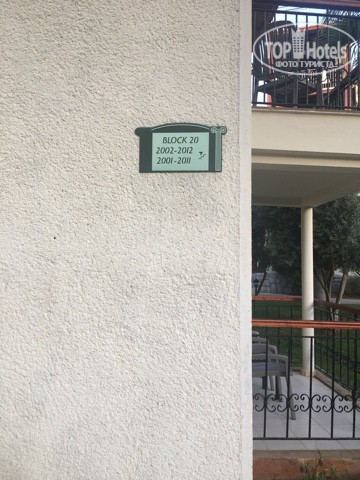 TOP Hotels
ФОТО ТУРИСТА
BLOCK 20
2002-2012
2001-2011